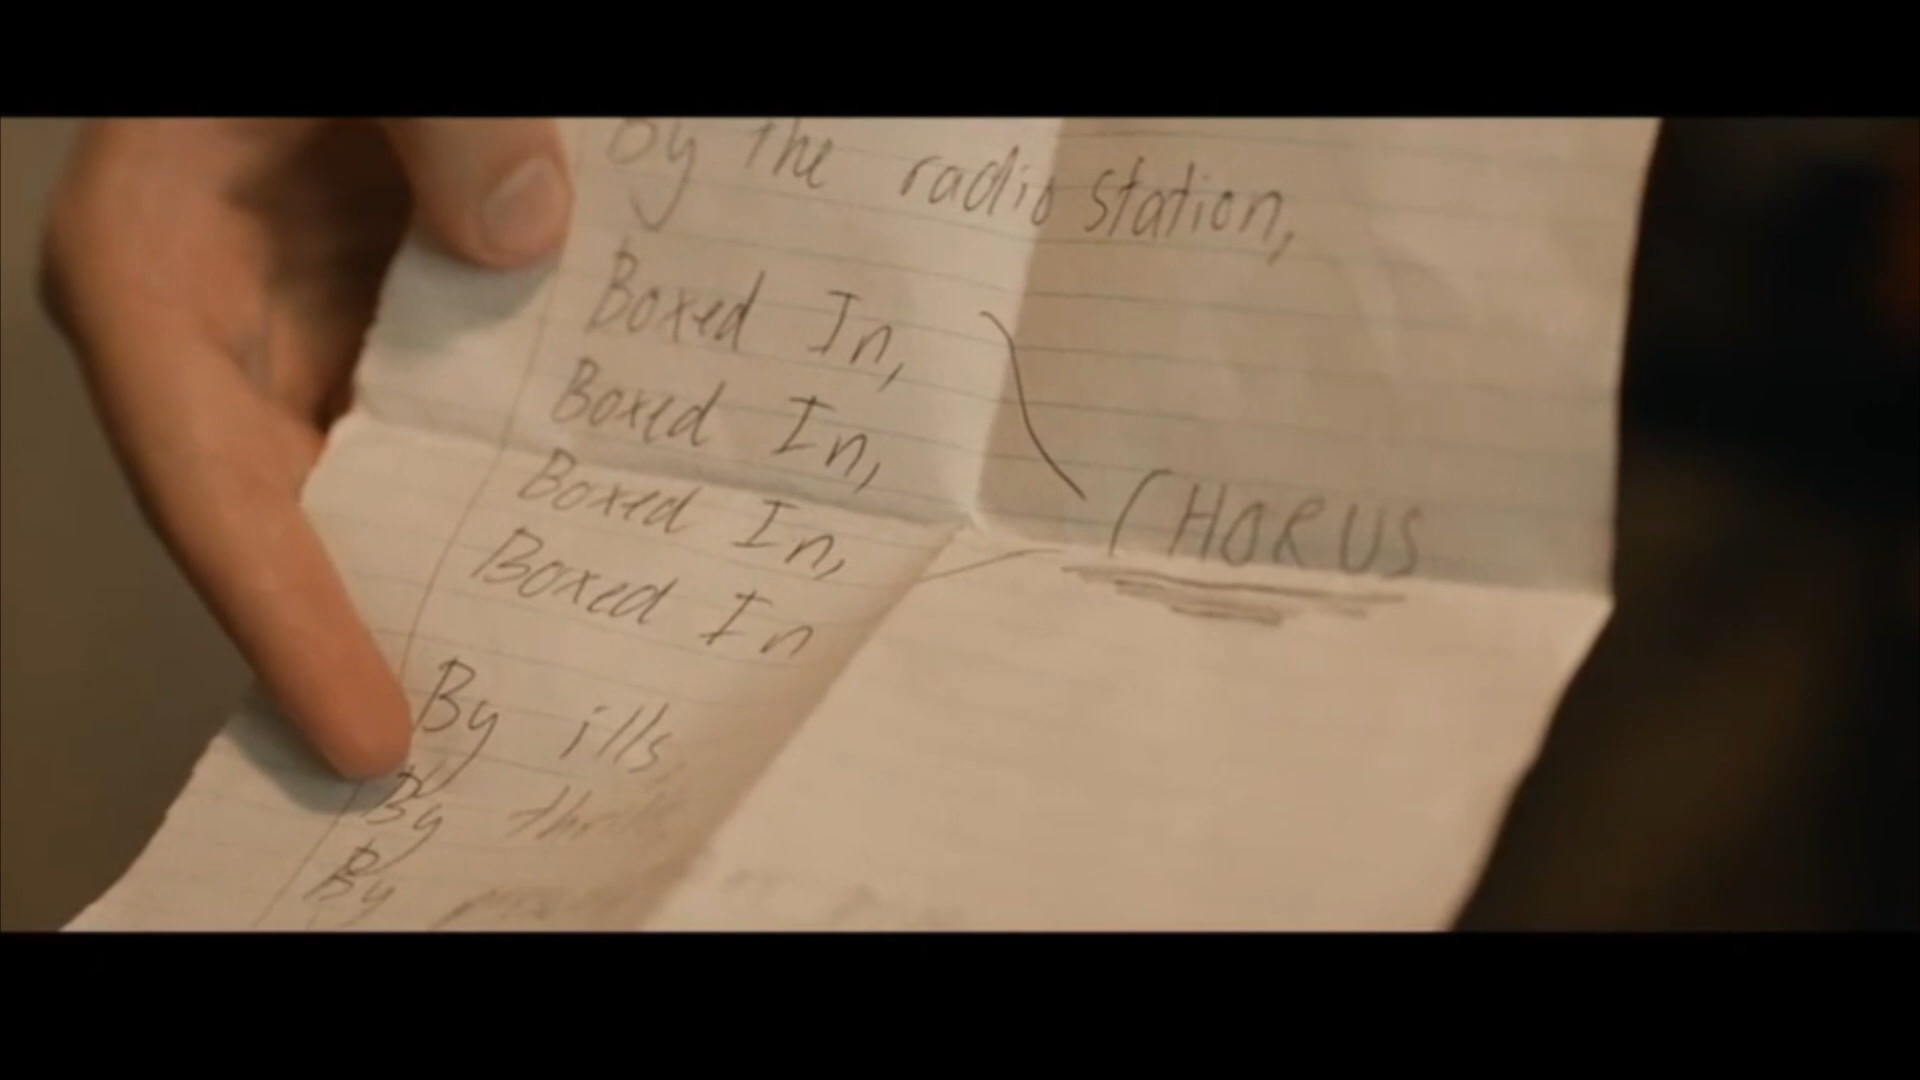 By the radio station,
Boxed In,
Boxed In,
Boxed In,
Boxed In
CHORUS
By ills,
By
By